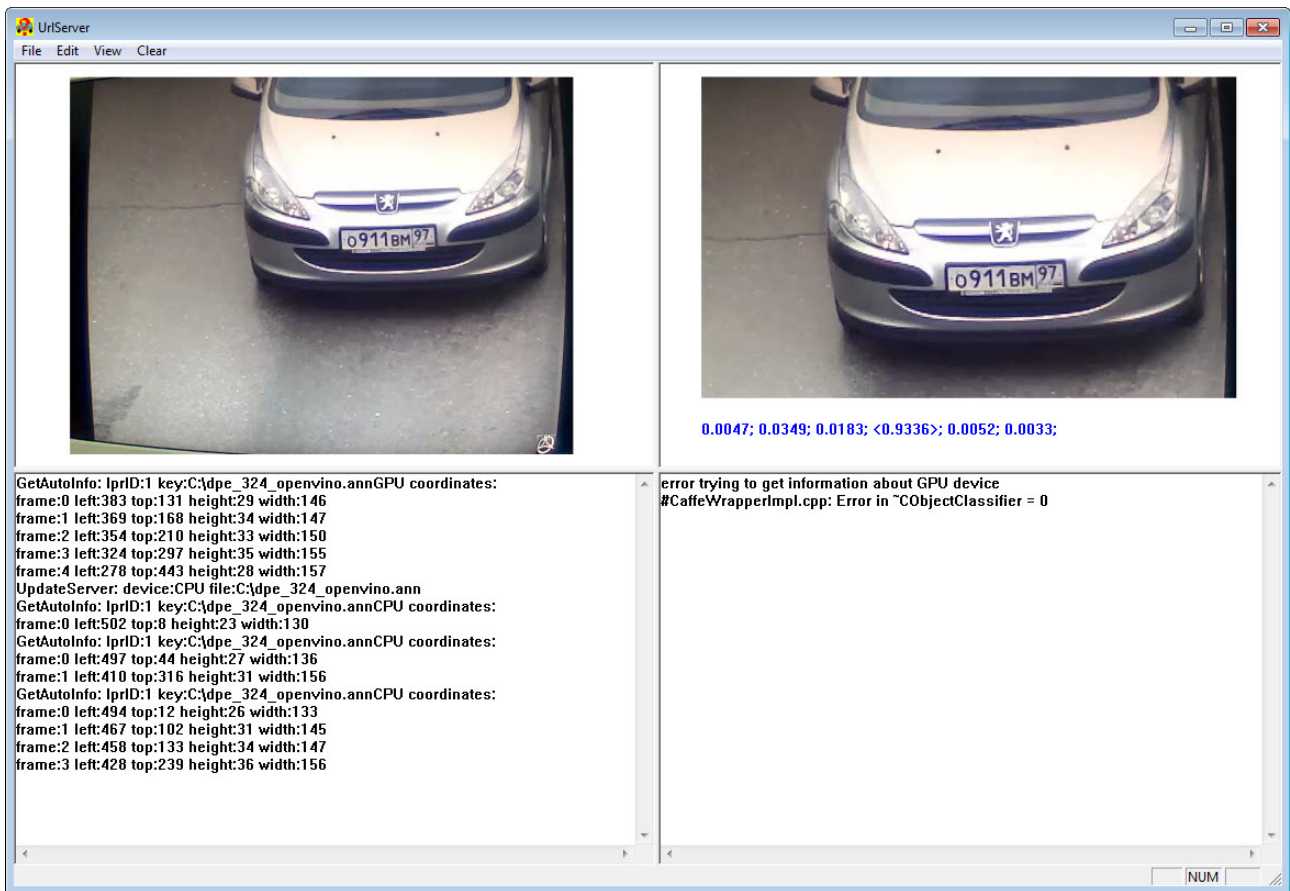 UrlServer
File Edit View Clear
О911ВМ 97
О911ВМ 97
0.0047; 0.0349; 0.0183; <0.9336>; 0.0052; 0.0033;
GetAutoInfo: lprID:1 key:C:\dpe_324_openvino.annGPU coordinates:
frame:0 left:383 top:131 height:29 width:146
frame:1 left:369 top:168 height:34 width:147
frame:2 left:354 top:210 height:33 width:150
frame:3 left:324 top:297 height:35 width:155
frame:4 left:278 top:443 height:28 width:157
UpdateServer: device:CPU file:C:\dpe_324_openvino.ann
GetAutoInfo: lprID:1 key:C:\dpe_324_openvino.annCPU coordinates:
frame:0 left:502 top:8 height:23 width:130
GetAutoInfo: lprID:1 key:C:\dpe_324_openvino.annCPU coordinates:
frame:0 left:497 top:44 height:27 width:136
frame:1 left:410 top:316 height:31 width:156
GetAutoInfo: lprID:1 key:C:\dpe_324_openvino.annCPU coordinates:
frame:0 left:494 top:12 height:26 width:133
frame:1 left:467 top:102 height:31 width:145
frame:2 left:458 top:133 height:34 width:147
frame:3 left:428 top:239 height:36 width:156
error trying to get information about GPU device
#CaffeWrapperImpl.cpp: Error in ~CObjectClassifier = 0
NUM